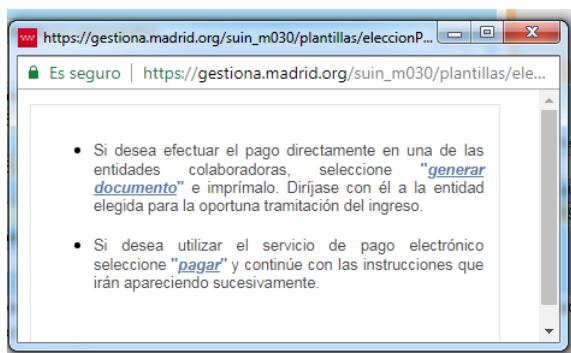 https://gestiona.madrid.org/suin_m030/plantillas/eleccionP...
Es seguro | https://gestiona.madrid.org/suin_m030/plantillas/ele...
• Si desea efectuar el pago directamente en una de las
entidades colaboradoras, seleccione "generar
documento" e imprímalo. Diríjase con él a la entidad
elegida para la oportuna tramitación del ingreso.
• Si desea utilizar el servicio de pago electrónico
seleccione "pagar" y continúe con las instrucciones que
irán apareciendo sucesivamente.